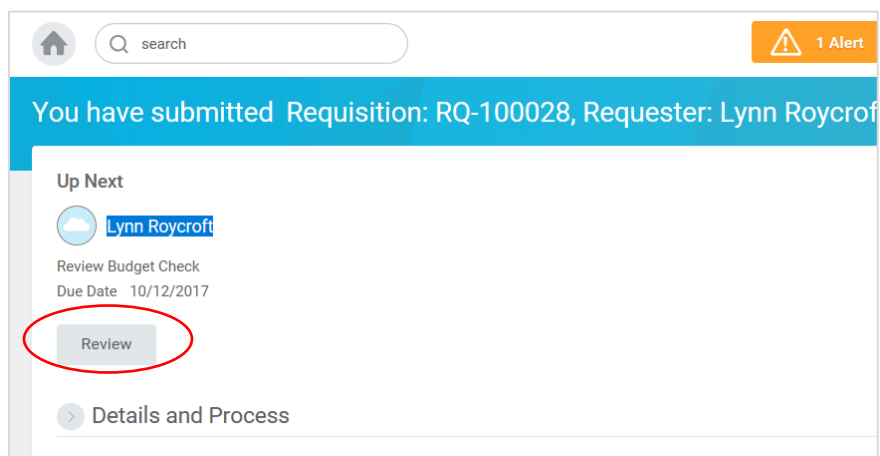 search
1 Alert
You have submitted Requisition: RQ-100028, Requester: Lynn Roycrof
Up Next
Lynn Roycroft
Review Budget Check
Due Date 10/12/2017
Review
Details and Process